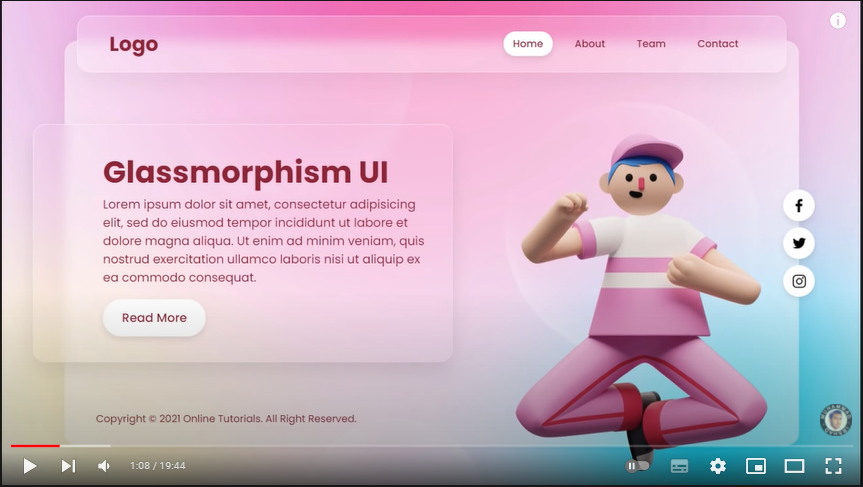 Logo
Home About Team Contact
Glassmorphism UI
Lorem ipsum dolor sit amet, consectetur adipisicing
elit, sed do eiusmod tempor incididunt ut labore et
dolore magna aliqua. Ut enim ad minim veniam, quis
nostrud exercitation ullamco laboris nisi ut aliquip ex
ea commodo consequat.
Read More
Copyright © 2021 Online Tutorials. All Right Reserved.
1:08 / 19:44